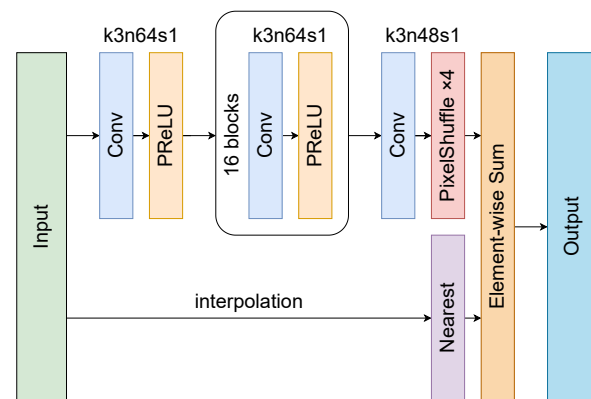 k3n64s1
k3n64s1
k3n48s1
Input
Conv
PReLU
16 blocks
Conv
PReLU
Conv
PixelShuffle ×4
Element-wise Sum
Output
interpolation
Nearest